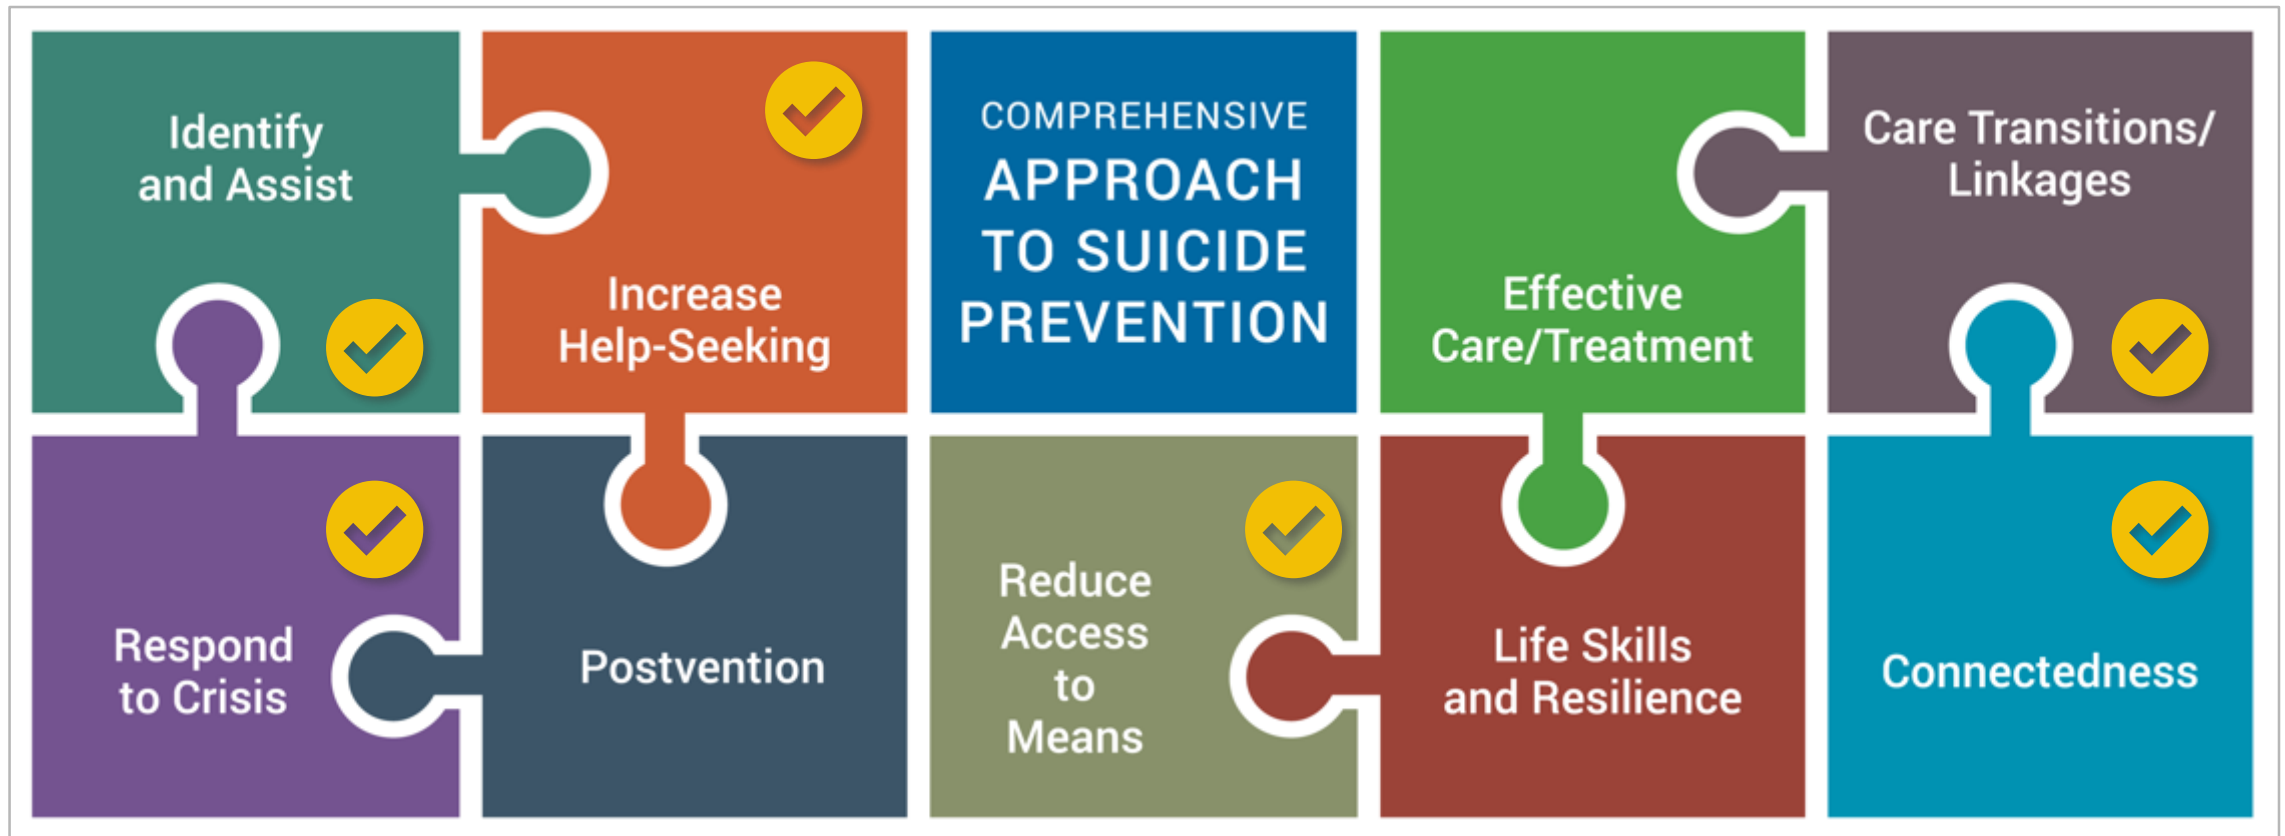 Identify
and Assist
Increase
Help-Seeking
COMPREHENSIVE
APPROACH
TO SUICIDE
PREVENTION
Effective
Care/Treatment
Care Transitions/
Linkages
Respond
to Crisis
Postvention
Reduce
Access
to
Means
Life Skills
and Resilience
Connectedness